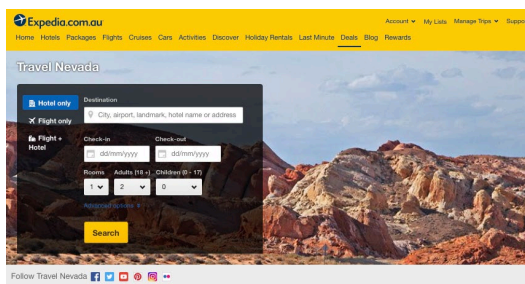 Expedia.com.au
Account My Lists Manage Trips Suppo
Home Hotels Packages Flights Cruises Cars Activities Discover Holiday Rentals Last Minute Deals Blog Rewards
Travel Nevada
Hotel only
Flight only
Flight + Hotel
Destination
City, airport, landmark, hotel name or address
Check-in Check-out
dd/mm/yyyy dd/mm/yyyy
Rooms Adults (18 +) Children (0 - 17)
1 2 0
Advanced options
Search
Follow Travel Nevada